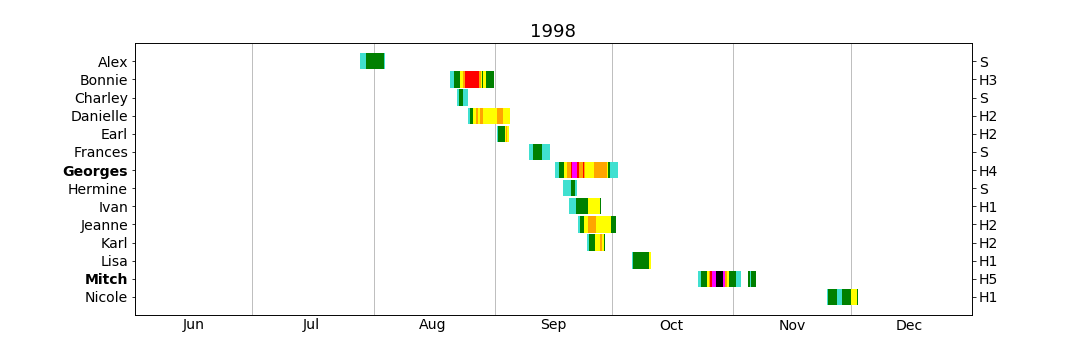 1998
Alex S
Bonnie H3
Charley S
Danielle H2
Earl H2
Frances S
Georges H4
Hermine S
Ivan H1
Jeanne H2
Karl H2
Lisa H1
Mitch H5
Nicole H1
Jun Jul Aug Sep Oct Nov Dec